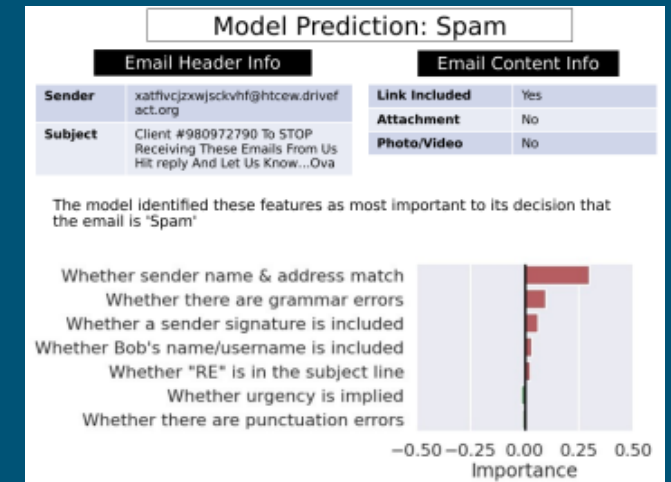 Model Prediction: Spam
Email Header Info
Sender xatfivcjzxwjsckvhf@htcew.drivef
act.org
Subject Client #980972790 To STOP
Receiving These Emails From Us
Hit reply And Let Us Know...Ova
Email Content Info
Link Included Yes
Attachment No
Photo/Video No
The model identified these features as most important to its decision that
the email is 'Spam'
Whether sender name & address match
Whether there are grammar errors
Whether a sender signature is included
Whether Bob's name/username is included
Whether "RE" is in the subject line
Whether urgency is implied
Whether there are punctuation errors
−0.50 −0.25 0.00 0.25 0.50
Importance